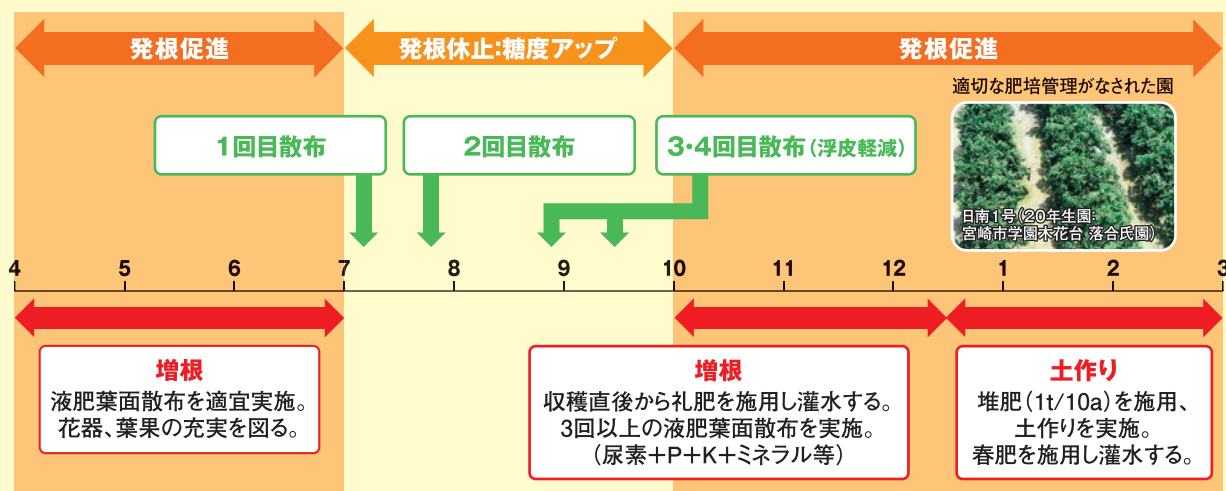 発根促進
発根休止:糖度アップ
発根促進
適切な肥培管理がなされた園
1回目散布
2回目散布
3・4回目散布(浮皮軽減)
日南1号(20年生園:
宮崎市学園木花台 落合氏園)
4 5 6 7 8 9 10 11 12 1 2 3
増根
液肥葉面散布を適宜実施。
花器、葉果の充実を図る。
増根
収穫直後から礼肥を施用し灌水する。
3回以上の液肥葉面散布を実施。
(尿素+P+K+ミネラル等)
土作り
堆肥(1t/10a)を施用、
土作りを実施。
春肥を施用し灌水する。